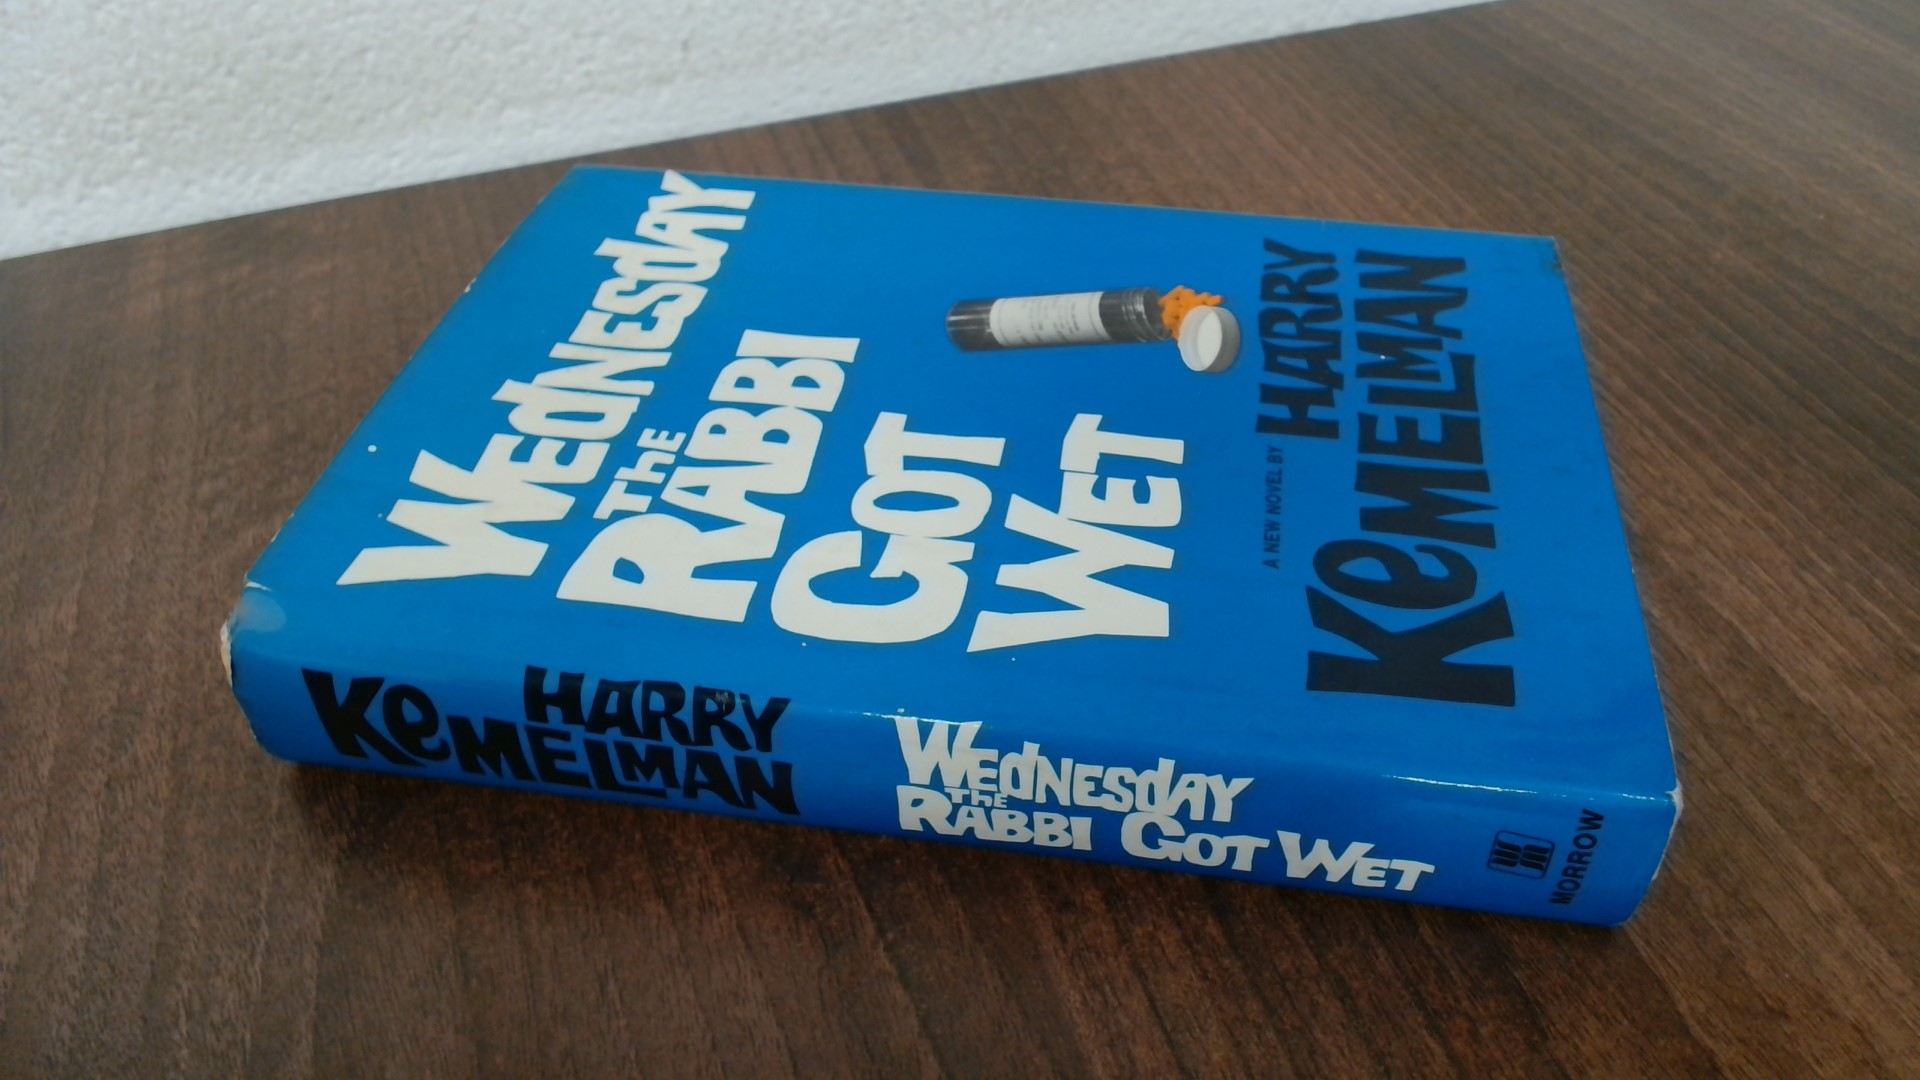 WEdNESdAY
ThE
RABBI
GOT
WET
A NEW NOVEL BY
HARRY
KeMELMAN
HARRY
KeMELMAN
WEdNESdAY
ThE
RABBI GOT WET
MORROW